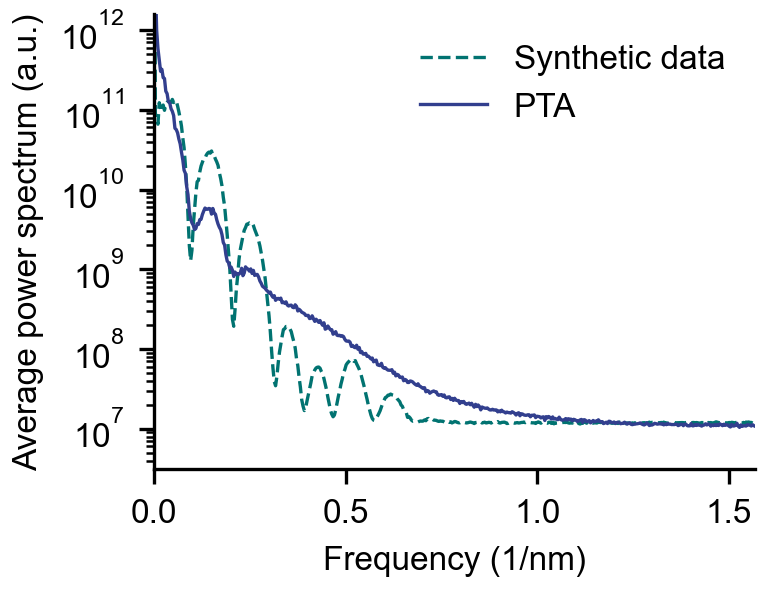 Average power spectrum (a.u.)
10¹²
10¹¹
10¹⁰
10⁹
10⁸
10⁷
Synthetic data
PTA
0.0 0.5 1.0 1.5
Frequency (1/nm)